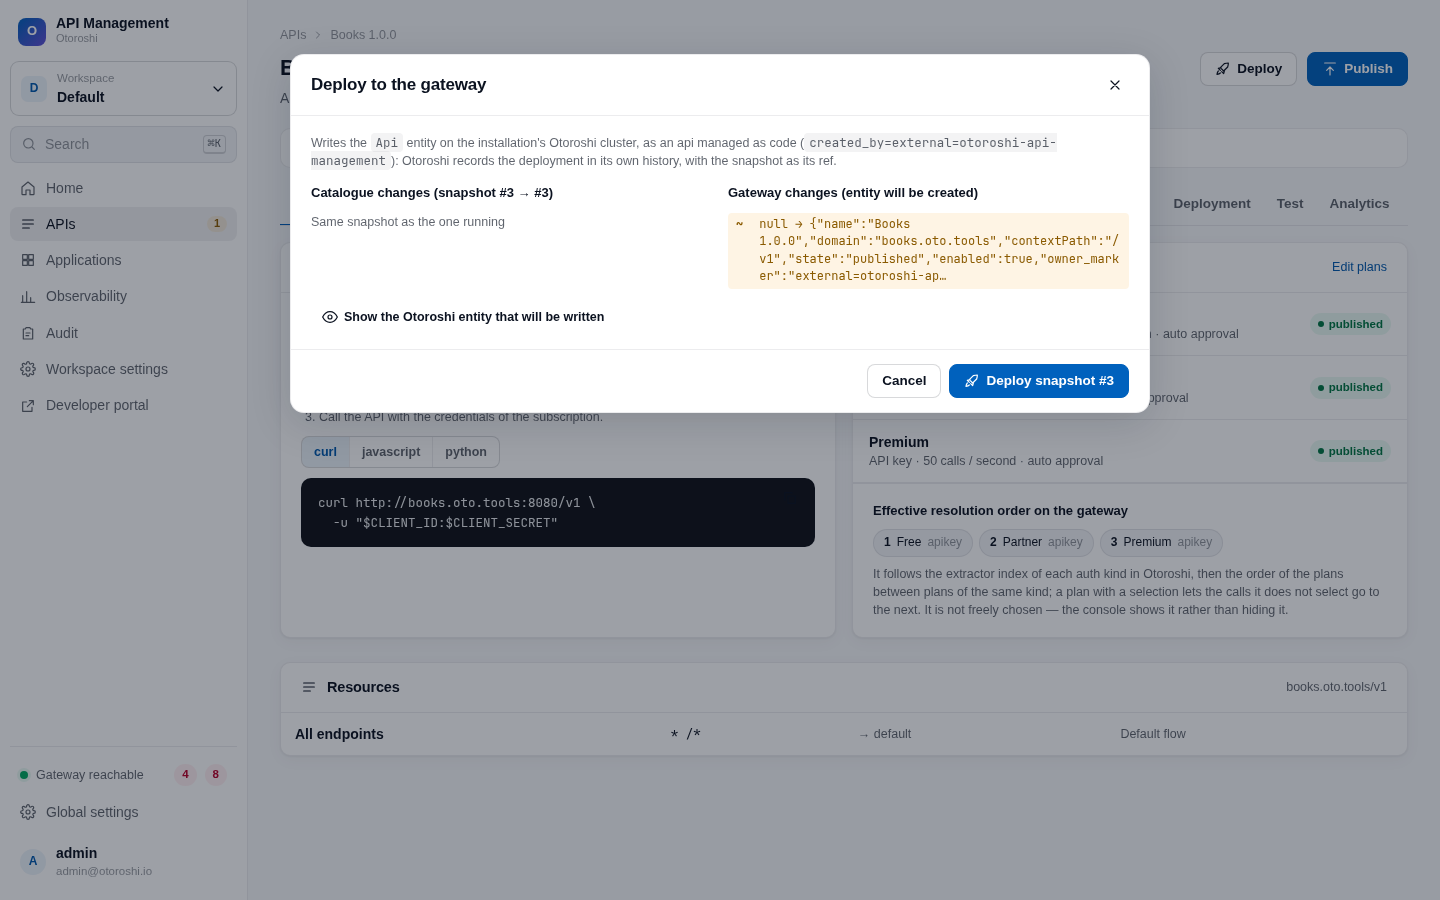 O
API Management
Otoroshi
D
Workspace
Default
Search
⌘K
Home
APIs
1
Applications
Observability
Audit
Workspace settings
Developer portal
Gateway reachable
4
8
Global settings
A
admin
admin@otoroshi.io
APIs
Books 1.0.0
Deploy
Publish
Deployment
Test
Analytics
Deploy to the gateway
Writes the Api entity on the installation's Otoroshi cluster, as an api managed as code ( created_by=external=otoroshi-api-
management ): Otoroshi records the deployment in its own history, with the snapshot as its ref.
Catalogue changes (snapshot #3 → #3)
Same snapshot as the one running
Gateway changes (entity will be created)
~ null → {"name":"Books
1.0.0","domain":"books.oto.tools","contextPath":"/
v1","state":"published","enabled":true,"owner_mark
er":"external=otoroshi-ap…
Show the Otoroshi entity that will be written
Cancel
Deploy snapshot #3
3. Call the API with the credentials of the subscription.
curl
javascript
python
curl http://books.oto.tools:8080/v1 \
-u "$CLIENT_ID:$CLIENT_SECRET"
Edit plans
· auto approval
published
published
Premium
API key · 50 calls / second · auto approval
published
Effective resolution order on the gateway
1 Free apikey
2 Partner apikey
3 Premium apikey
It follows the extractor index of each auth kind in Otoroshi, then the order of the plans
between plans of the same kind; a plan with a selection lets the calls it does not select go to
the next. It is not freely chosen — the console shows it rather than hiding it.
Resources
books.oto.tools/v1
All endpoints
* /*
→ default
Default flow